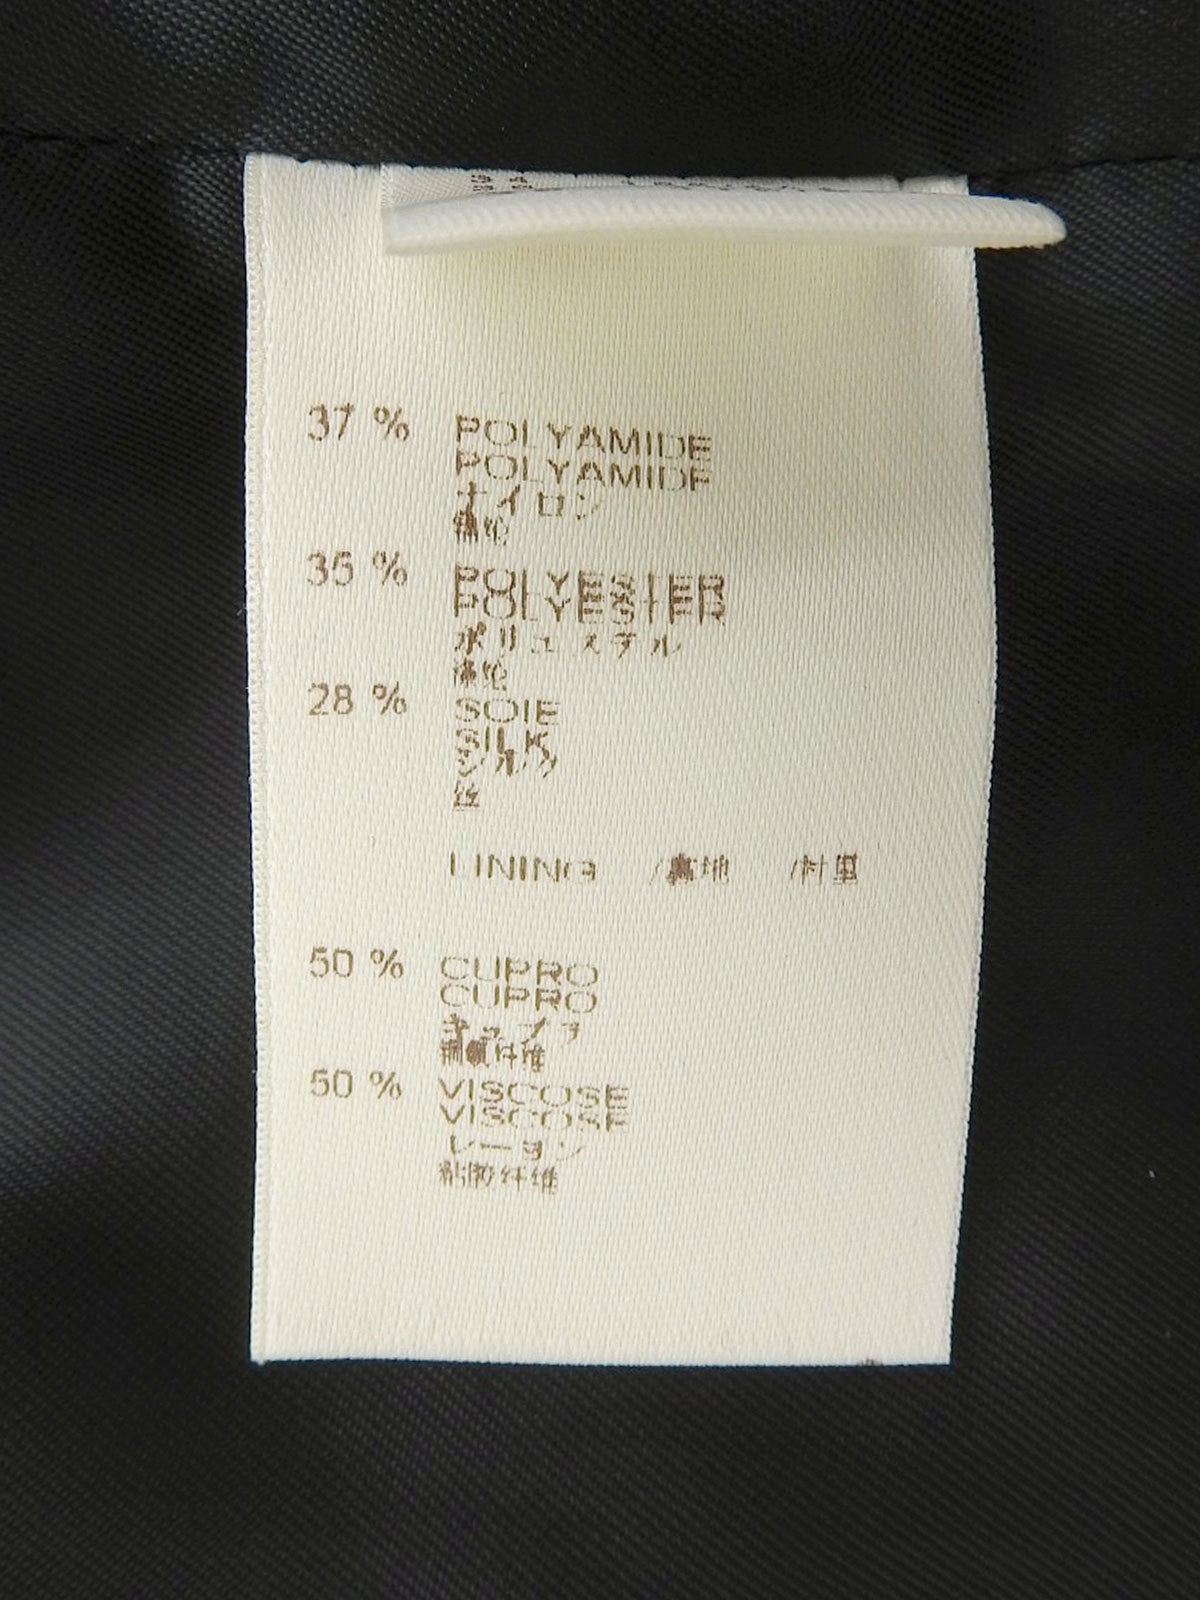 37 % POLYAMIDE
POLYAMIDE
ナイロン
锦纶
35 % POLYESTER
POLYESTER
ポリエステル
涤纶
28 % SOIE
SILK
シルク
丝
LINING /裏地 /衬里
50 % CUPRO
CUPRO
キュプラ
铜氨纤维
50 % VISCOSE
VISCOSE
レーヨン
粘胶纤维